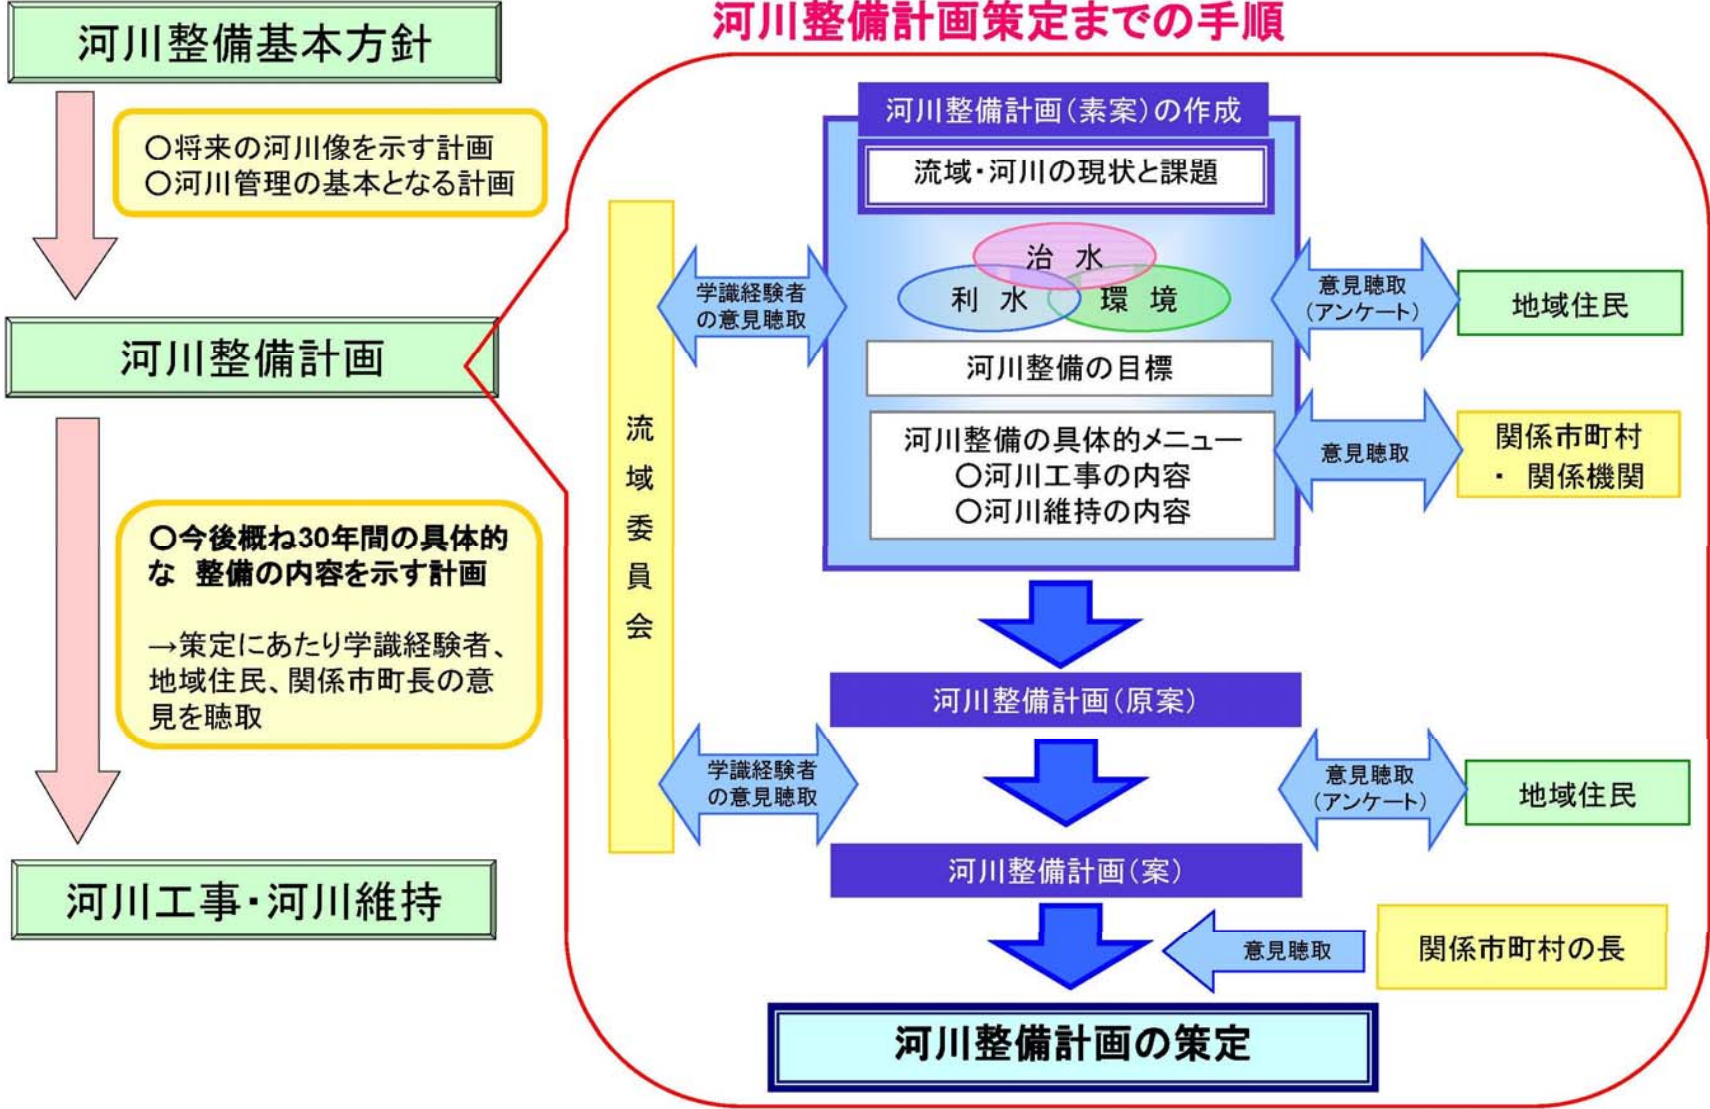 河川整備計画策定までの手順
河川整備基本方針
○将来の河川像を示す計画
○河川管理の基本となる計画
河川整備計画
○今後概ね30年間の具体的
な 整備の内容を示す計画
→策定にあたり学識経験者、
地域住民、関係市町長の意
見を聴取
河川工事・河川維持
河川整備計画（素案）の作成
流域・河川の現状と課題
治 水
利 水
環 境
河川整備の目標
河川整備の具体的メニュー
○河川工事の内容
○河川維持の内容
流域委員会
学識経験者
の意見聴取
意見聴取
（アンケート）
地域住民
意見聴取
関係市町村
・ 関係機関
河川整備計画（原案）
学識経験者
の意見聴取
意見聴取
（アンケート）
地域住民
河川整備計画（案）
意見聴取
関係市町村の長
河川整備計画の策定